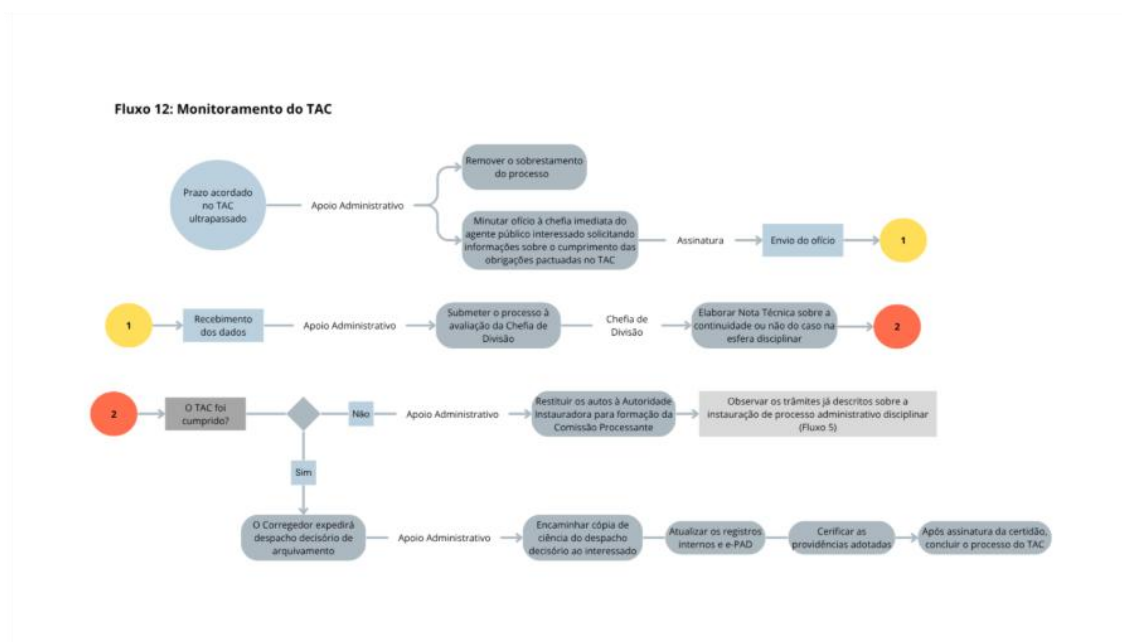 Fluxo 12: Monitoramento do TAC
Prazo acordado
no TAC
ultrapassado
Apoio Administrativo
Remover o sobrestamento
do processo
Minutar ofício à chefia imediata do
agente público interessado solicitando
informações sobre o cumprimento das
obrigações pactuadas no TAC
Assinatura
Envio do ofício
1
1
Recebimento
dos dados
Apoio Administrativo
Submeter o processo à
avaliação da Chefia de
Divisão
Chefia de
Divisão
Elaborar Nota Técnica sobre a
continuidade ou não do caso na
esfera disciplinar
2
2
O TAC foi
cumprido?
Não
Apoio Administrativo
Restituir os autos à Autoridade
Instauradora para formação da
Comissão Processante
Observar os trâmites já descritos sobre a
instauração de processo administrativo disciplinar
(Fluxo 5)
Sim
O Corregedor expedirá
despacho decisório de
arquivamento
Apoio Administrativo
Encaminhar cópia de
ciência do despacho
decisório ao interessado
Atualizar os registros
internos e e-PAD
Cerificar as
providências adotadas
Após assinatura da certidão,
concluir o processo do TAC